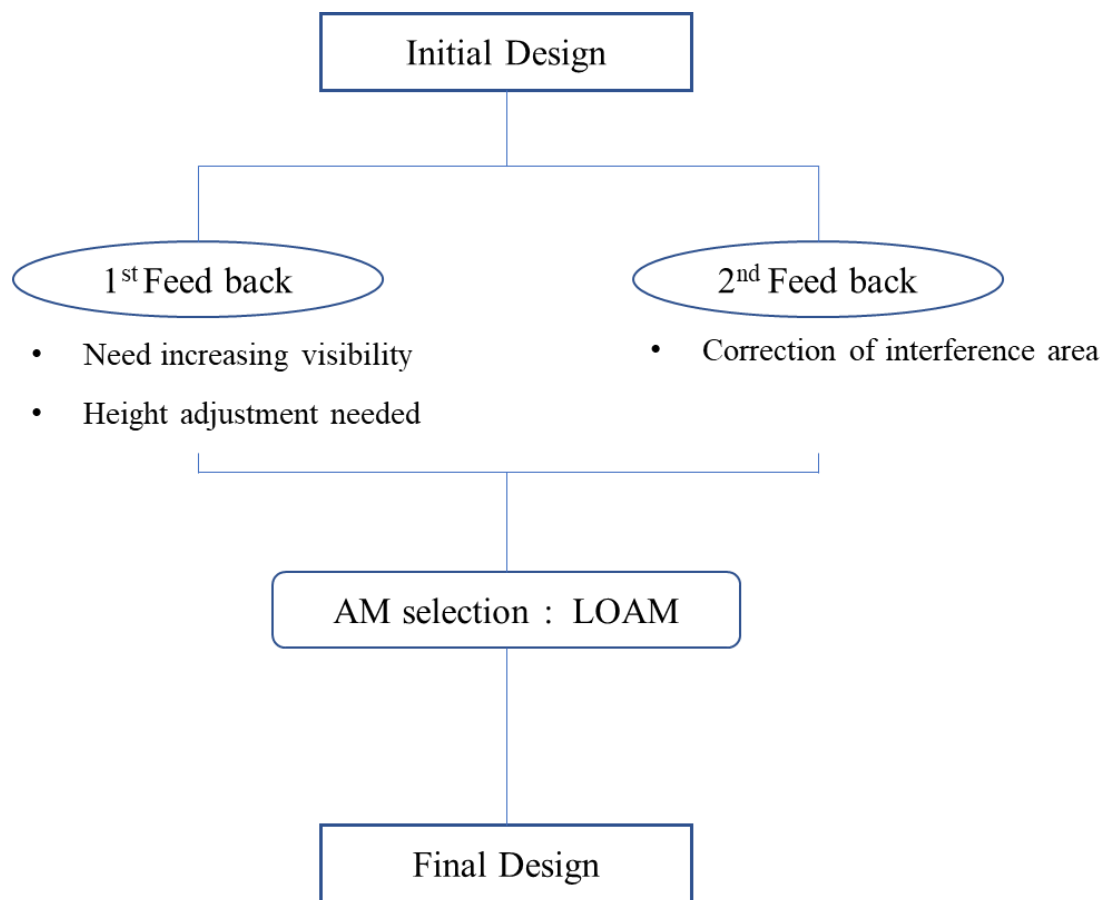 Initial Design
1st Feed back
2nd Feed back
• Need increasing visibility
• Height adjustment needed
• Correction of interference area
AM selection : LOAM
Final Design